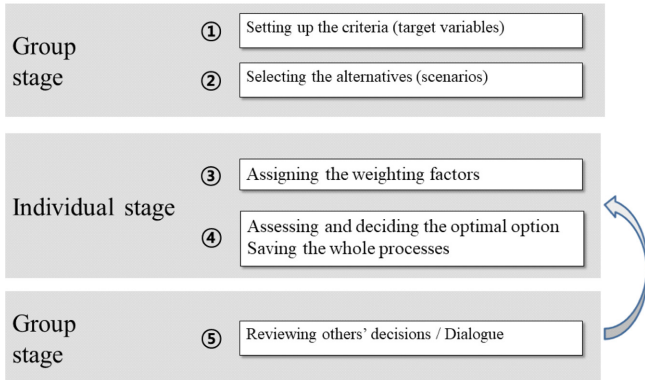 Group
stage
① Setting up the criteria (target variables)
② Selecting the alternatives (scenarios)
Individual stage
③ Assigning the weighting factors
④ Assessing and deciding the optimal option
Saving the whole processes
Group
stage
⑤ Reviewing others' decisions / Dialogue